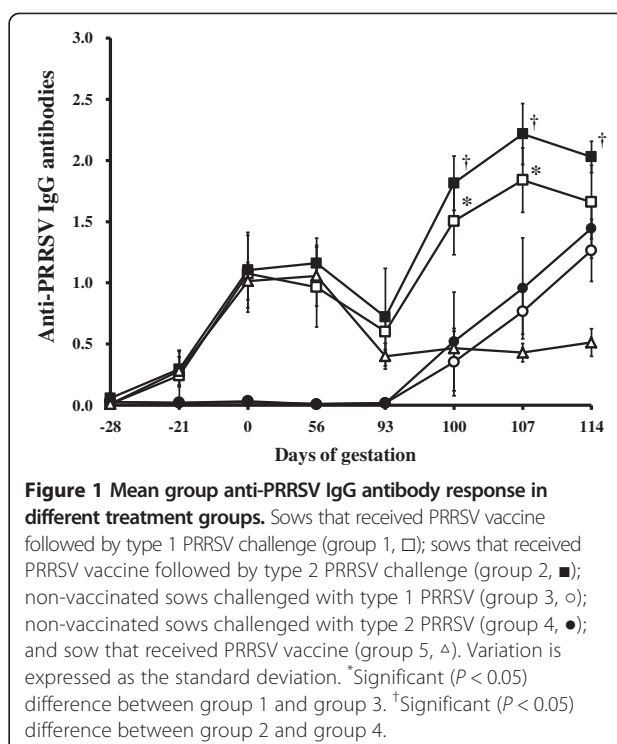 3.0
2.5
2.0
1.5
1.0
0.5
0.0
Anti-PRRSV IgG antibodies
† † †
* *
-28 -21 0 56 93 100 107 114
Days of gestation
Figure 1 Mean group anti-PRRSV IgG antibody response in
different treatment groups. Sows that received PRRSV vaccine
followed by type 1 PRRSV challenge (group 1, □); sows that received
PRRSV vaccine followed by type 2 PRRSV challenge (group 2, ■);
non-vaccinated sows challenged with type 1 PRRSV (group 3, ○);
non-vaccinated sows challenged with type 2 PRRSV (group 4, ●);
and sow that received PRRSV vaccine (group 5, △). Variation is
expressed as the standard deviation. *Significant (P < 0.05)
difference between group 1 and group 3. †Significant (P < 0.05)
difference between group 2 and group 4.